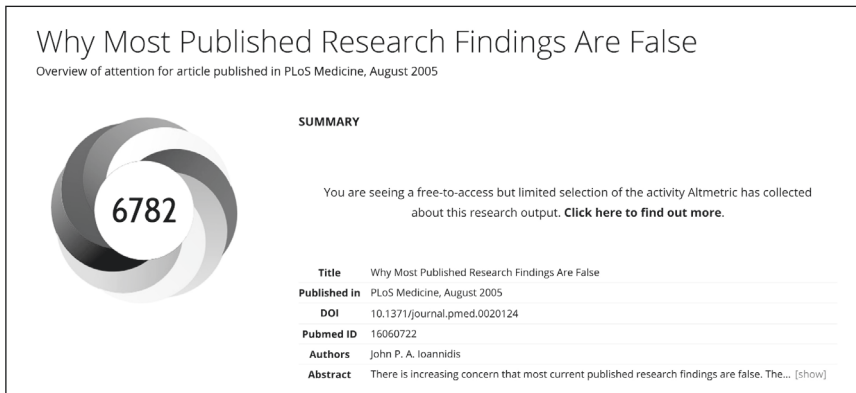 Why Most Published Research Findings Are False
Overview of attention for article published in PLoS Medicine, August 2005
6782
SUMMARY
You are seeing a free-to-access but limited selection of the activity Altmetric has collected
about this research output. Click here to find out more.
Title Why Most Published Research Findings Are False
Published in PLoS Medicine, August 2005
DOI 10.1371/journal.pmed.0020124
Pubmed ID 16060722
Authors John P. A. Ioannidis
Abstract There is increasing concern that most current published research findings are false. The... [show]